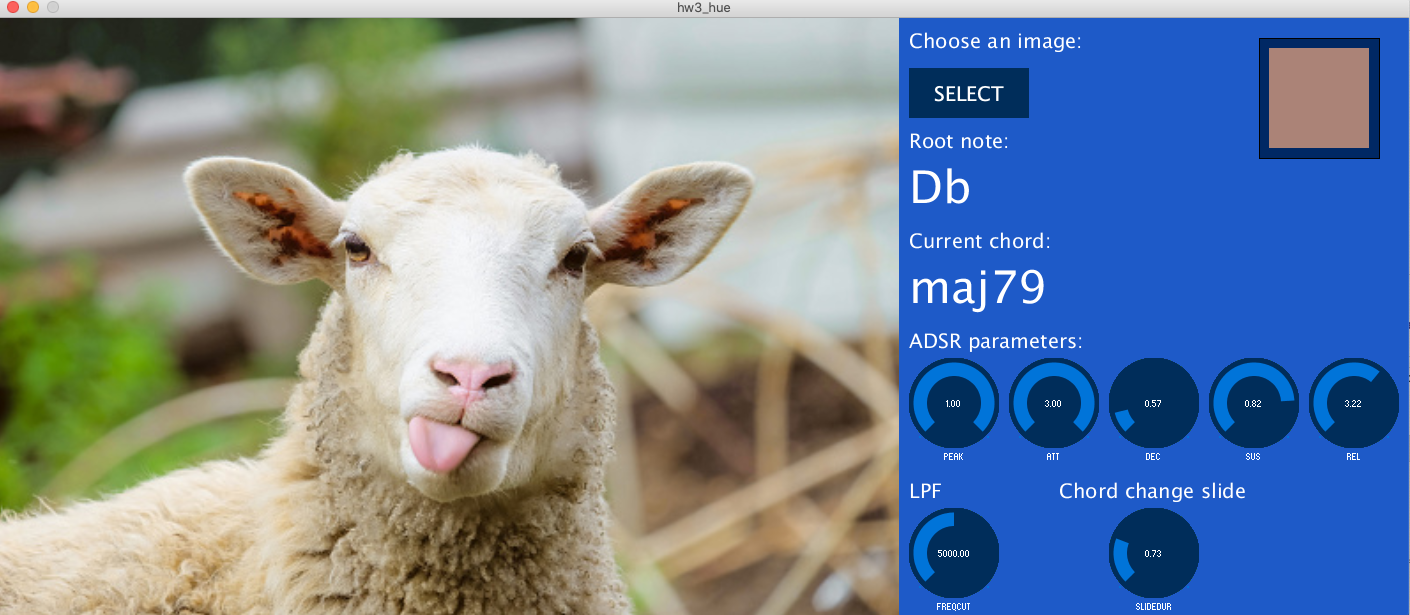 hw3_hue
Choose an image:
SELECT
Root note:
Db
Current chord:
maj79
ADSR parameters:
1.00 3.00 0.57 0.82 3.22
PEAK ATT DEC SUS REL
LPF Chord change slide
5000.00 0.73
FREQCUT SLIDEDUR